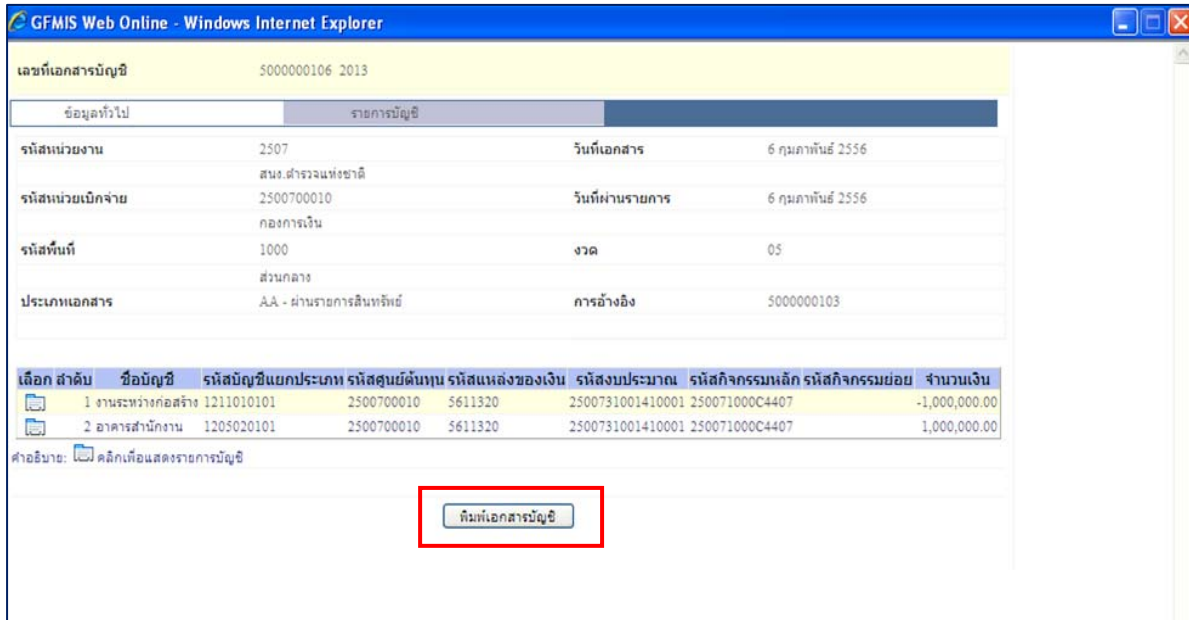 GFMIS Web Online - Windows Internet Explorer
เลขที่เอกสารบัญชี 5000000106 2013
ข้อมูลทั่วไป รายการบัญชี
รหัสหน่วยงาน 2507 วันที่เอกสาร 6 กุมภาพันธ์ 2556
สนง.ตำรวจแห่งชาติ
รหัสหน่วยเบิกจ่าย 2500700010 วันที่ผ่านรายการ 6 กุมภาพันธ์ 2556
กองการเงิน
รหัสพื้นที่ 1000 งวด 05
ส่วนกลาง
ประเภทเอกสาร AA - ผ่านรายการสินทรัพย์ การอ้างอิง 5000000103
เลือก ลำดับ ชื่อบัญชี รหัสบัญชีแยกประเภท รหัสศูนย์ต้นทุน รหัสแหล่งของเงิน รหัสงบประมาณ รหัสกิจกรรมหลัก รหัสกิจกรรมย่อย จำนวนเงิน
1 งานระหว่างก่อสร้าง 1211010101 2500700010 5611320 2500731001410001 250071000C4407 -1,000,000.00
2 อาคารสำนักงาน 1205020101 2500700010 5611320 2500731001410001 250071000C4407 1,000,000.00
คำอธิบาย: คลิกเพื่อแสดงรายการบัญชี
พิมพ์เอกสารบัญชี